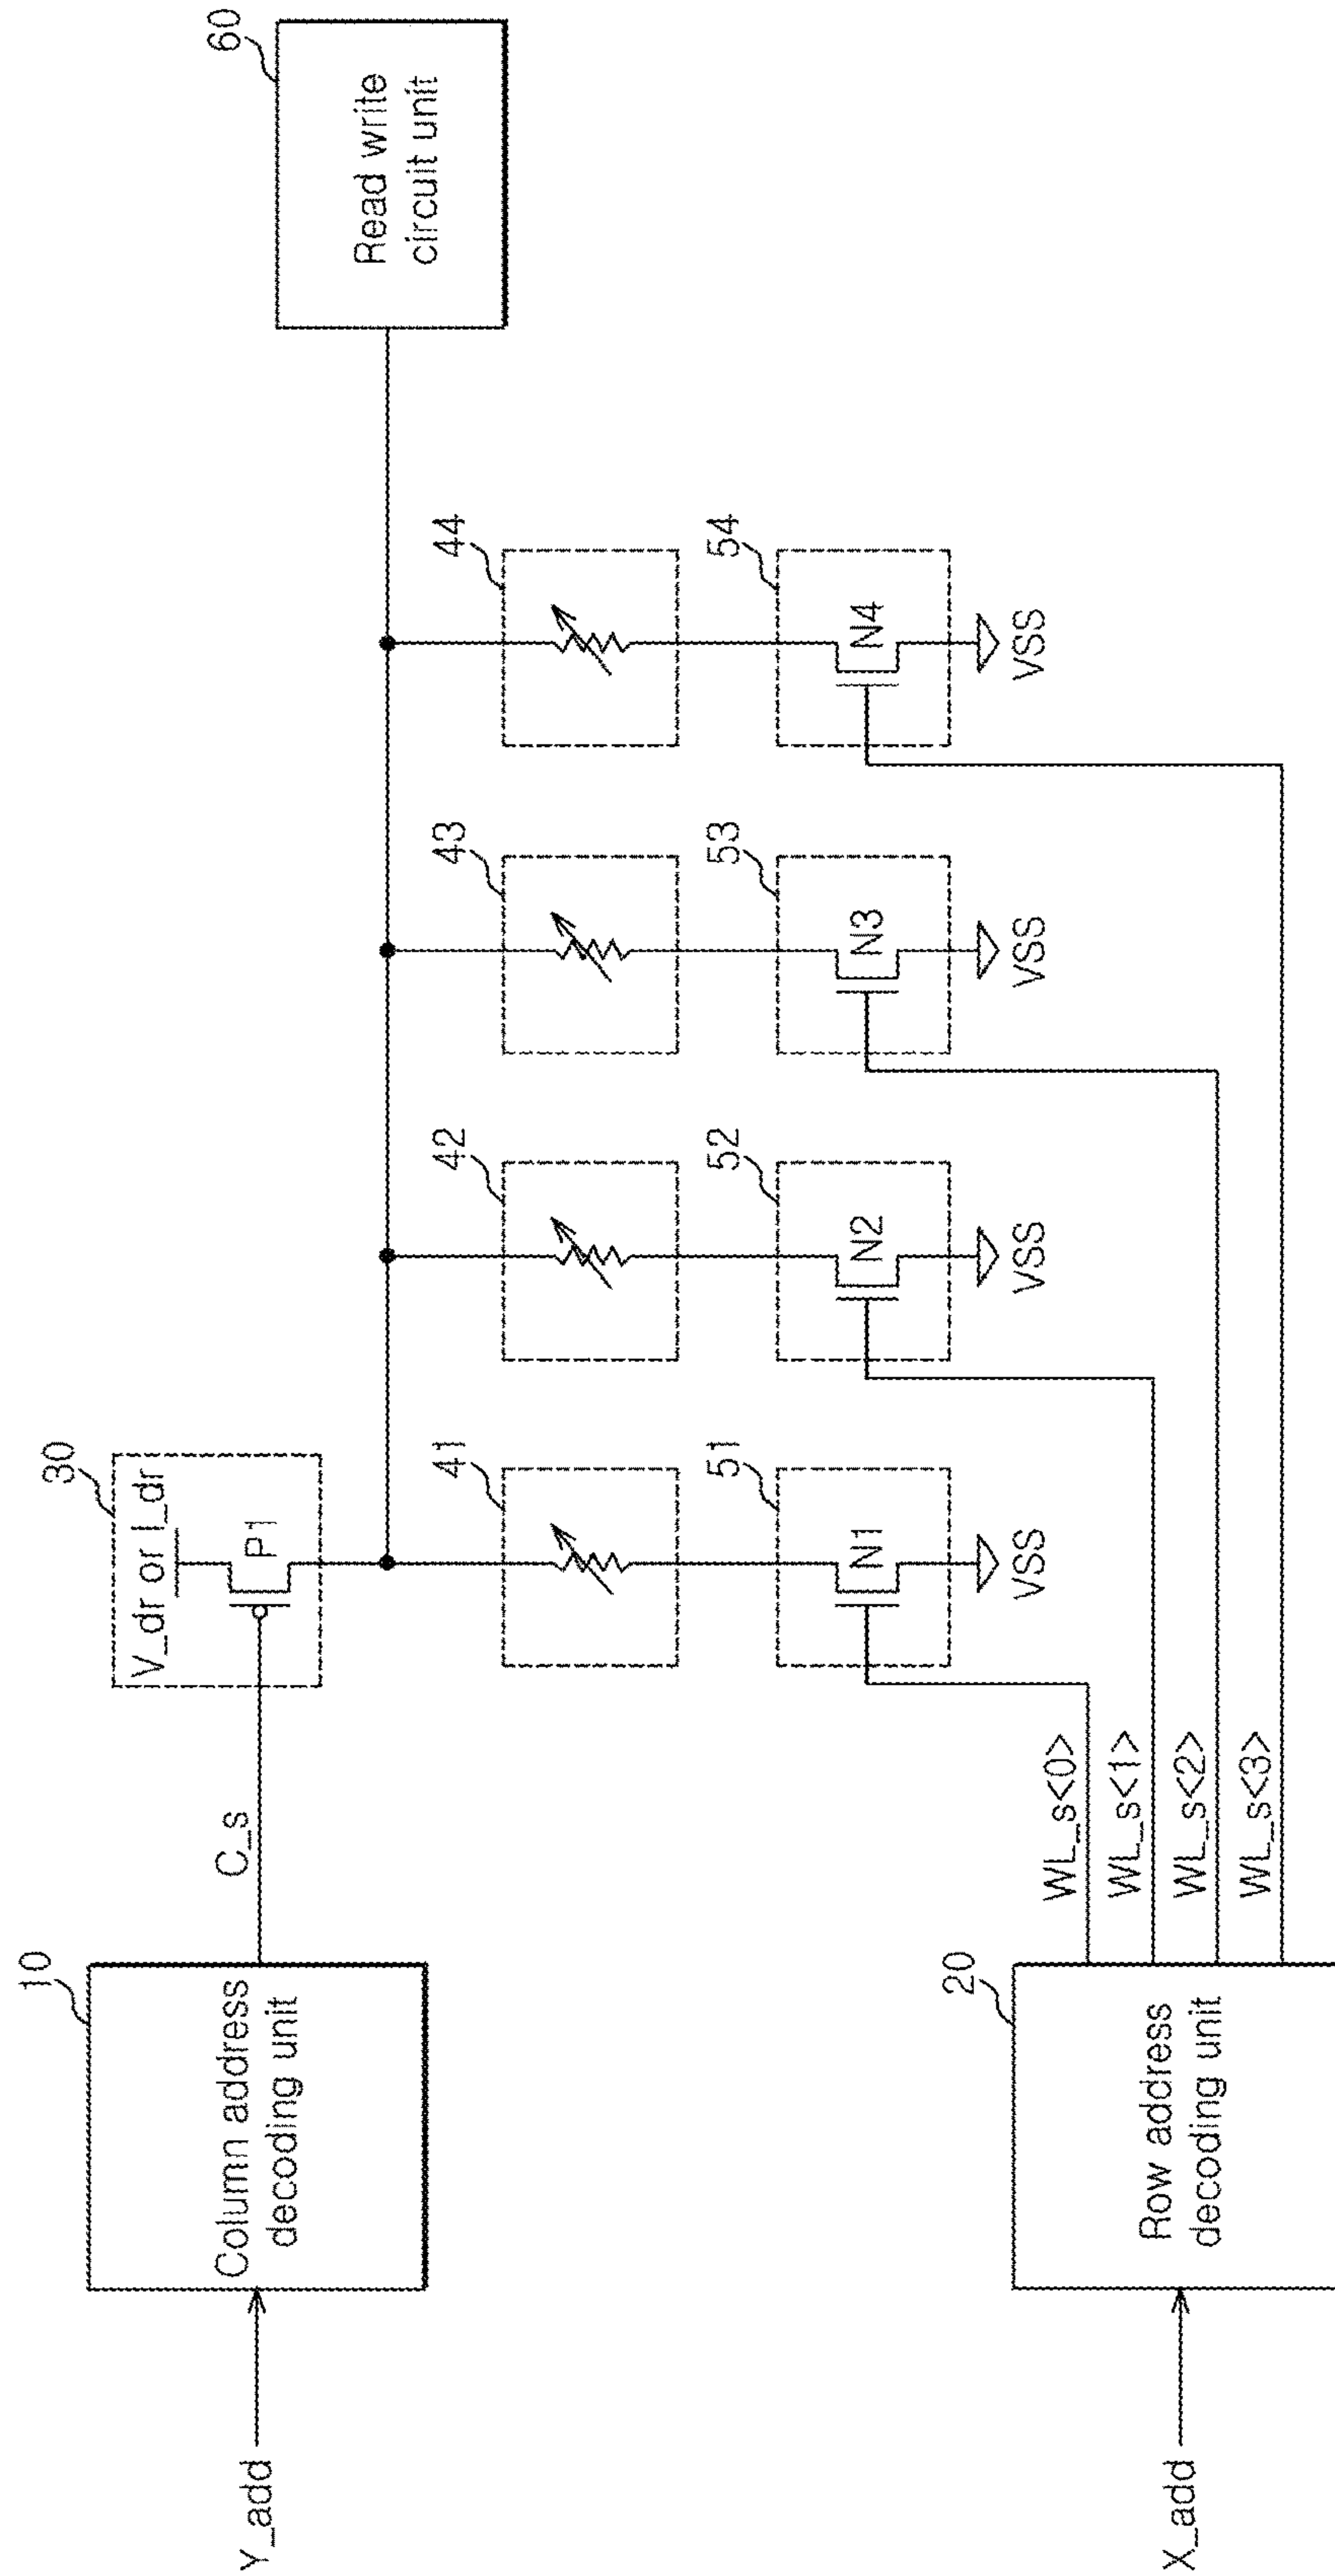 60
Read write
circuit unit
30
V_dr or I_dr
P1
10
Column address
decoding unit
Y_add
C_s
41
42
43
44
51
N1
VSS
52
N2
VSS
53
N3
VSS
54
N4
VSS
WL_s<0>
WL_s<1>
WL_s<2>
WL_s<3>
20
Row address
decoding unit
X_add